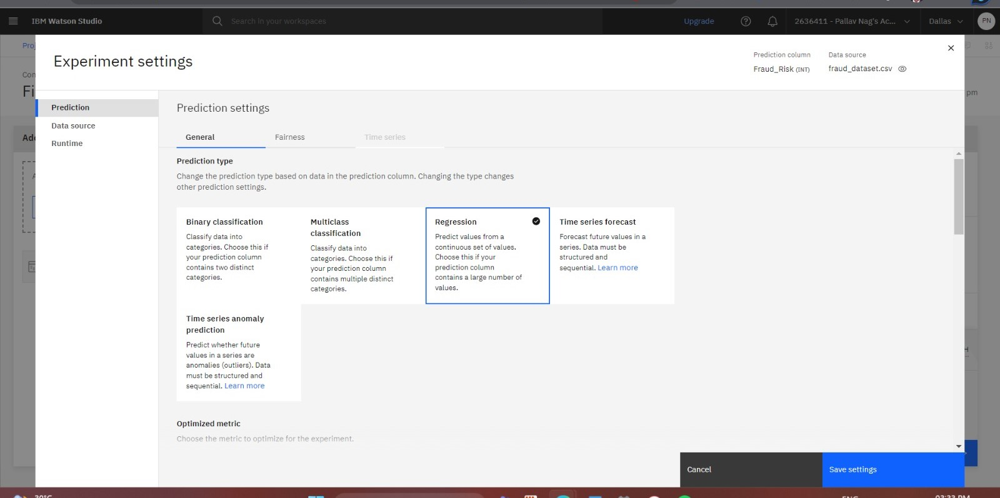 IBM Watson Studio
Search in your workspaces
Upgrade
2636411 - Pallav Nag's Ac...
Dallas
PN
Experiment settings
Prediction column
Fraud_Risk (INT)
Data source
fraud_dataset.csv
Prediction
Data source
Runtime
Prediction settings
General
Fairness
Time series
Prediction type
Change the prediction type based on data in the prediction column. Changing the type changes
other prediction settings.
Binary classification
Classify data into
categories. Choose this if
your prediction column
contains two distinct
categories.
Multiclass
classification
Classify data into
categories. Choose this if
your prediction column
contains multiple distinct
categories.
Regression
Predict values from a
continuous set of values.
Choose this if your
prediction column
contains a large number of
values.
Time series forecast
Forecast future values in a
series. Data must be
structured and
sequential. Learn more
Time series anomaly
prediction
Predict whether future
values in a series are
anomalies (outliers). Data
must be structured and
sequential. Learn more
Optimized metric
Choose the metric to optimize for the experiment.
Cancel
Save settings
pm
30°C
ENG
03:33 PM